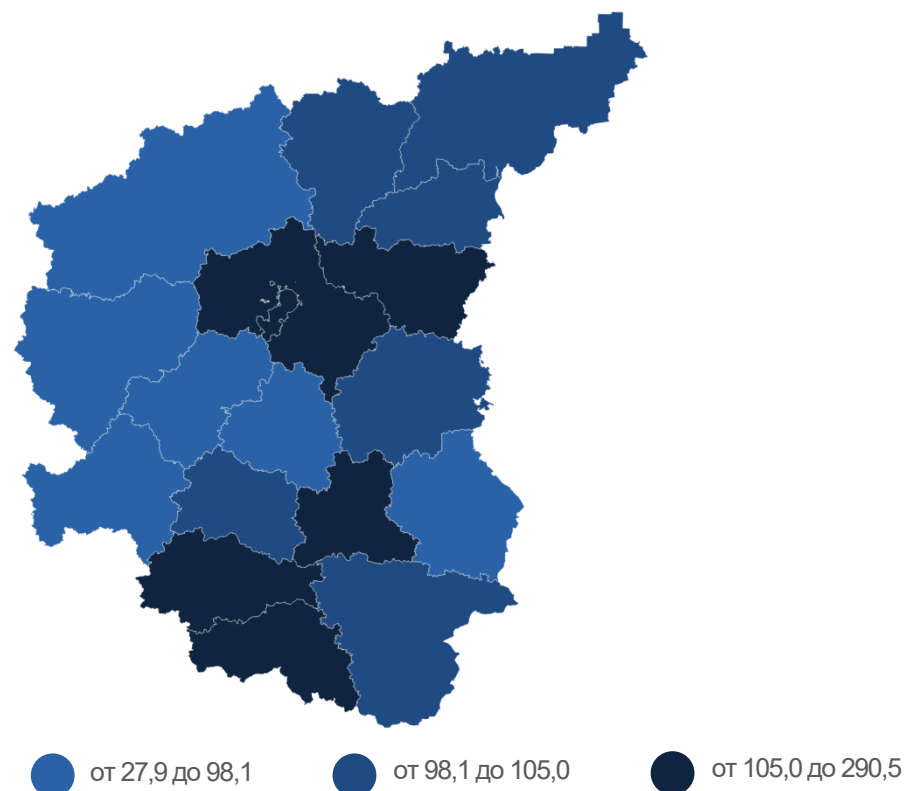 от 27,9 до 98,1
от 98,1 до 105,0
от 105,0 до 290,5